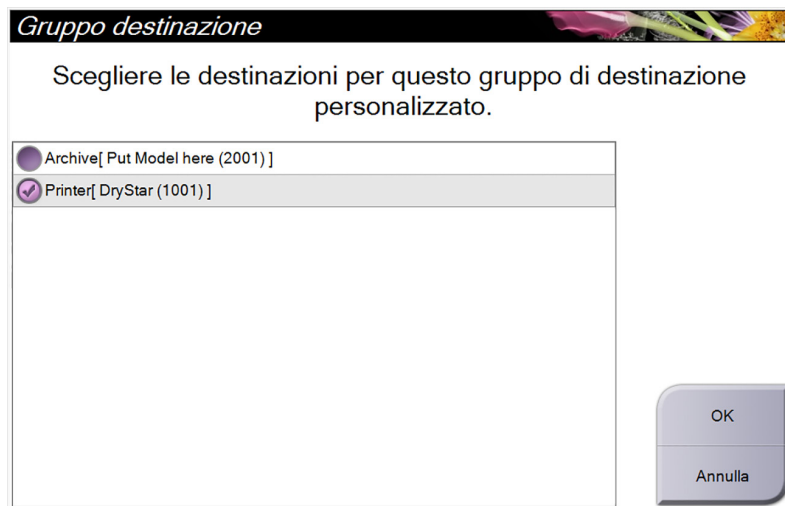 Gruppo destinazione
Scegliere le destinazioni per questo gruppo di destinazione
personalizzato.
Archive[ Put Model here (2001) ]
Printer[ DryStar (1001) ]
OK
Annulla